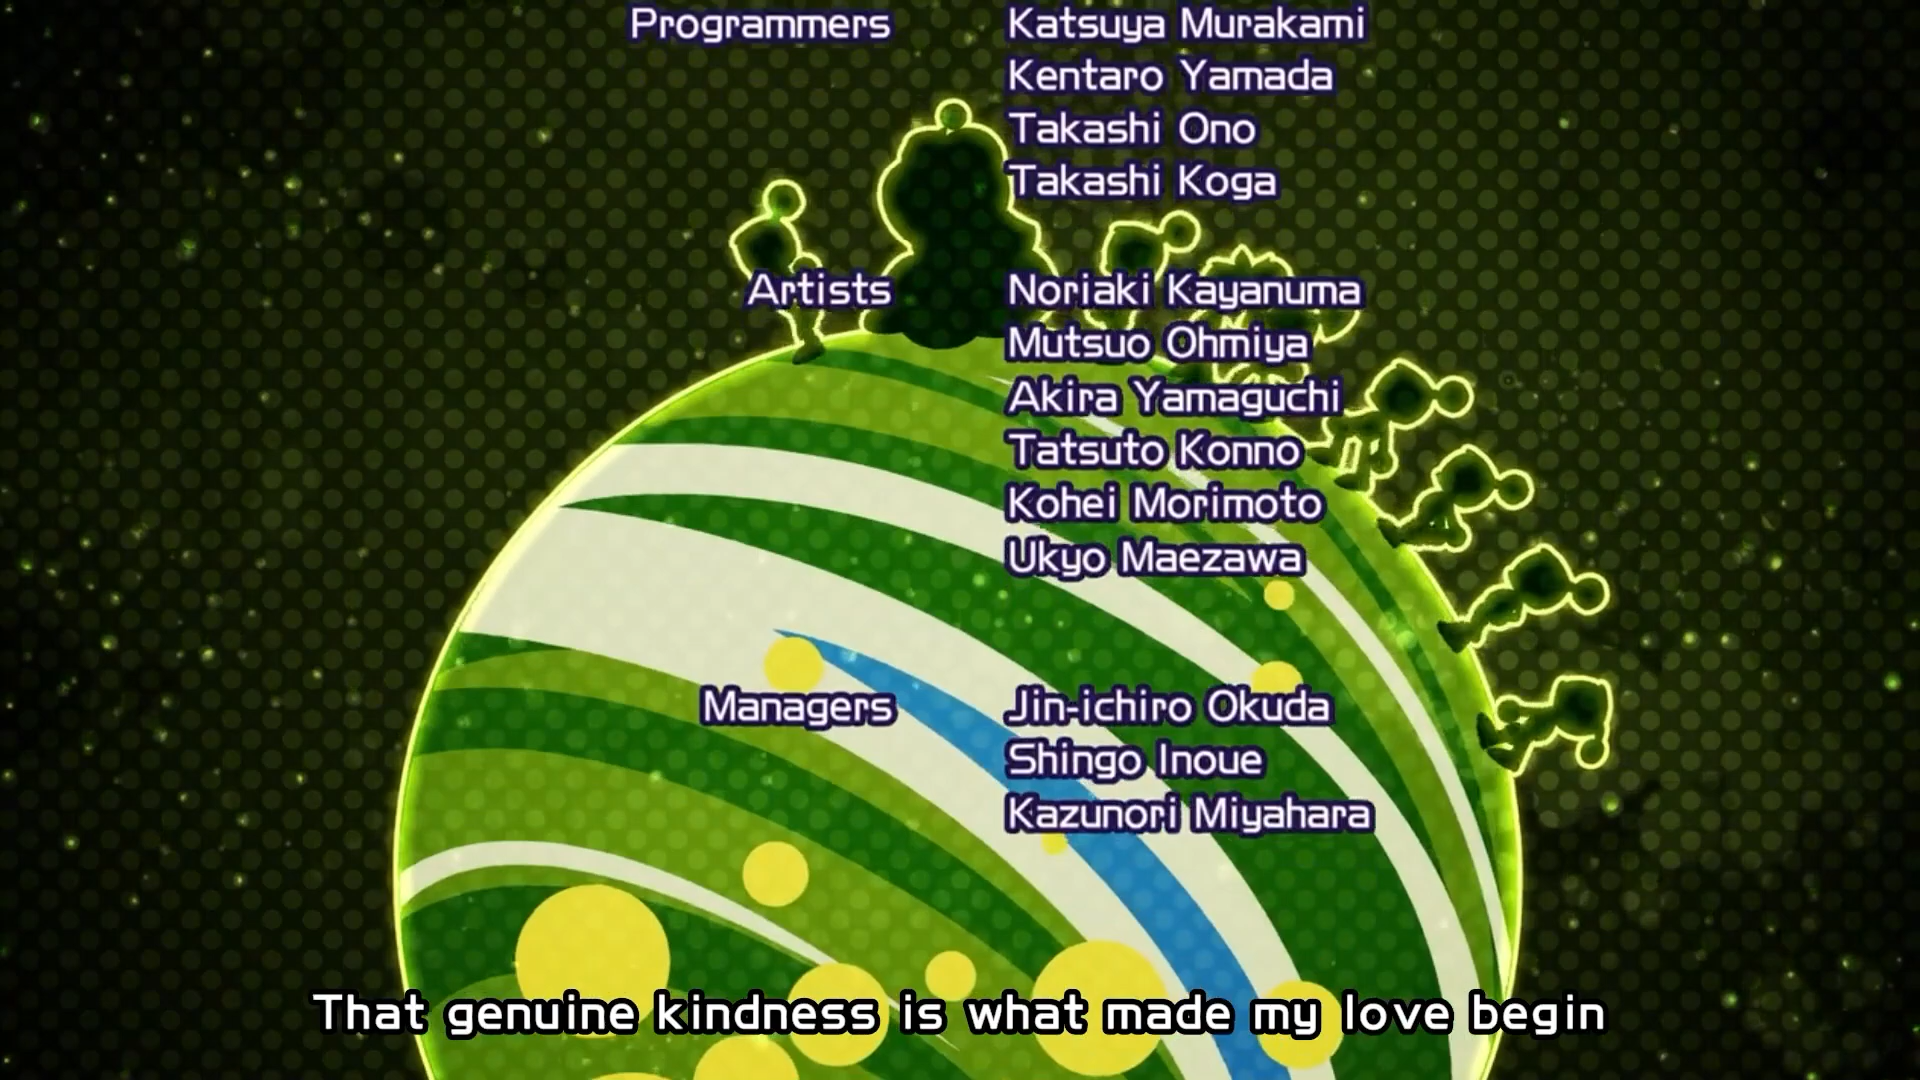 Programmers Katsuya Murakami
Kentaro Yamada
Takashi Ono
Takashi Koga
Artists Noriaki Kayanuma
Mutsuo Ohmiya
Akira Yamaguchi
Tatsuto Konno
Kohei Morimoto
Ukyo Maezawa
Managers Jin-ichiro Okuda
Shingo Inoue
Kazunori Miyahara
That genuine kindness is what made my love begin